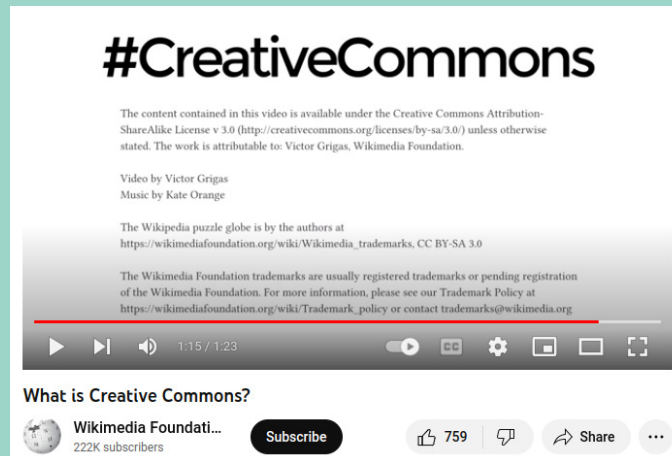 #CreativeCommons
The content contained in this video is available under the Creative Commons Attribution-
ShareAlike License v 3.0 (http://creativecommons.org/licenses/by-sa/3.0/) unless otherwise
stated. The work is attributable to: Victor Grigas, Wikimedia Foundation.
Video by Victor Grigas
Music by Kate Orange
The Wikipedia puzzle globe is by the authors at
https://wikimediafoundation.org/wiki/Wikimedia_trademarks, CC BY-SA 3.0
The Wikimedia Foundation trademarks are usually registered trademarks or pending registration
of the Wikimedia Foundation. For more information, please see our Trademark Policy at
https://wikimediafoundation.org/wiki/Trademark_policy or contact trademarks@wikimedia.org
1:15 / 1:23
CC
What is Creative Commons?
Wikimedia Foundati...
222K subscribers
Subscribe
759
Share